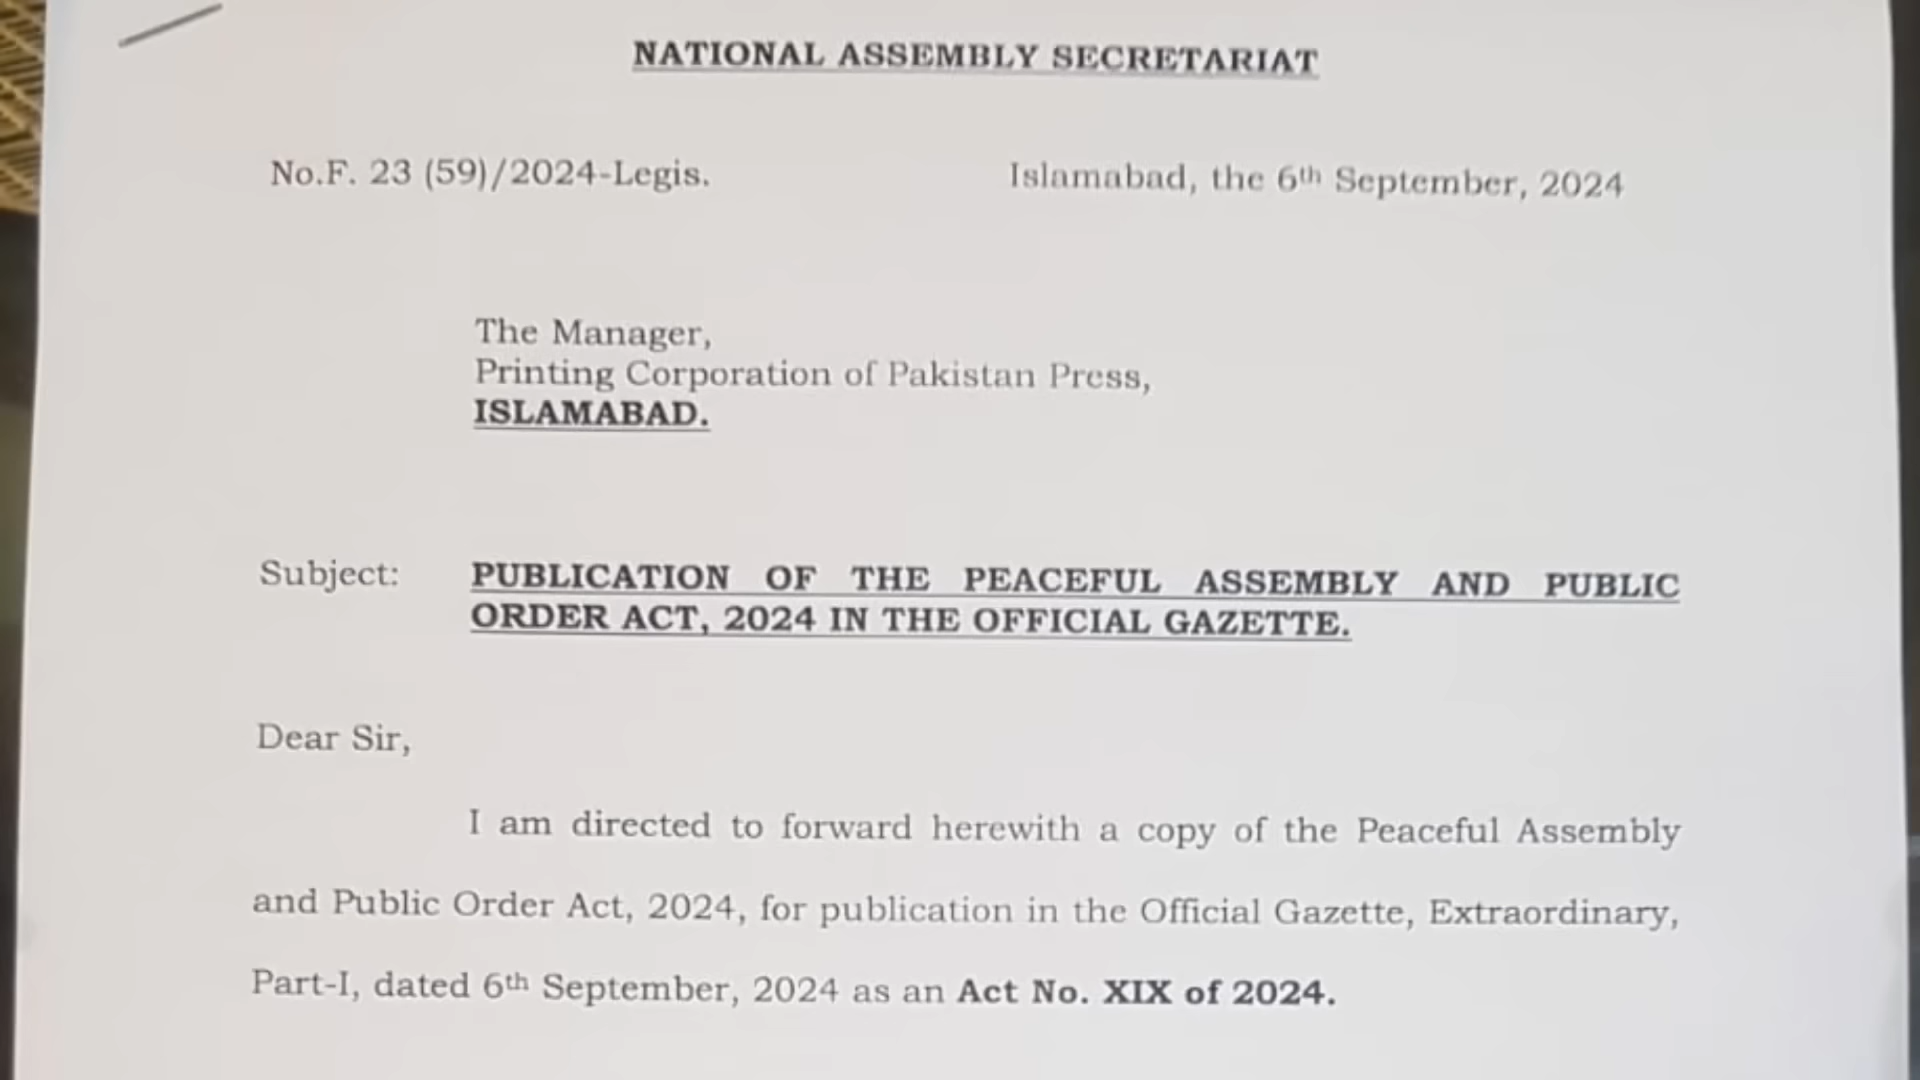 NATIONAL ASSEMBLY SECRETARIAT
No.F. 23 (59)/2024-Legis. Islamabad, the 6th September, 2024
The Manager,
Printing Corporation of Pakistan Press,
ISLAMABAD.
Subject: PUBLICATION OF THE PEACEFUL ASSEMBLY AND PUBLIC
ORDER ACT, 2024 IN THE OFFICIAL GAZETTE.
Dear Sir,
I am directed to forward herewith a copy of the Peaceful Assembly
and Public Order Act, 2024, for publication in the Official Gazette, Extraordinary,
Part-I, dated 6th September, 2024 as an Act No. XIX of 2024.